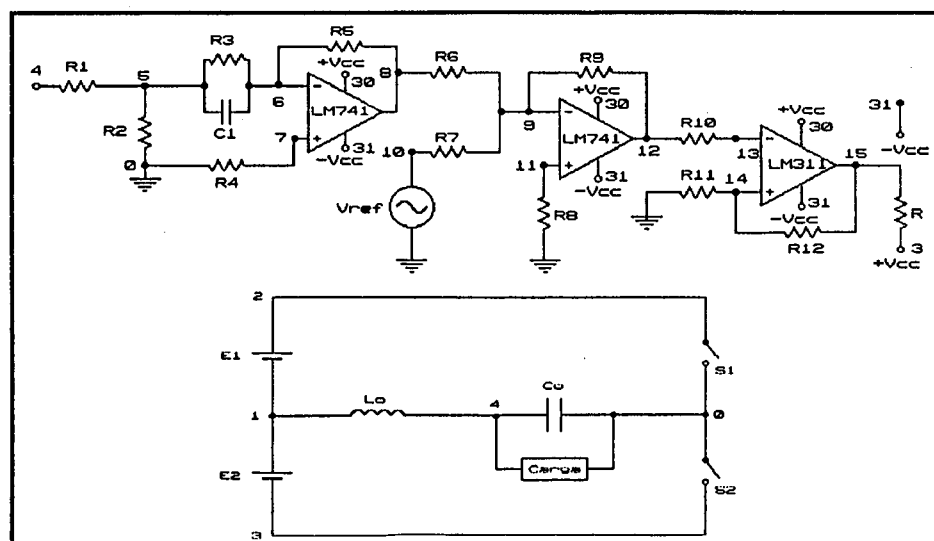 R5
R3
+Vcc
R6
R9
4
R1
5
6
30
8
+Vcc
31
LM741
30
+Vcc
C1
9
LM741
R10
30
R2
7
R7
12
13
15
-Vcc
31
10
11
LM311
0
-Vcc
31
R11
14
R4
-Vcc
31
R
Vref
R8
-Vcc
R12
3
+Vcc
2
E1
S1
Co
Lo
4
1
0
Carga
E2
S2
3